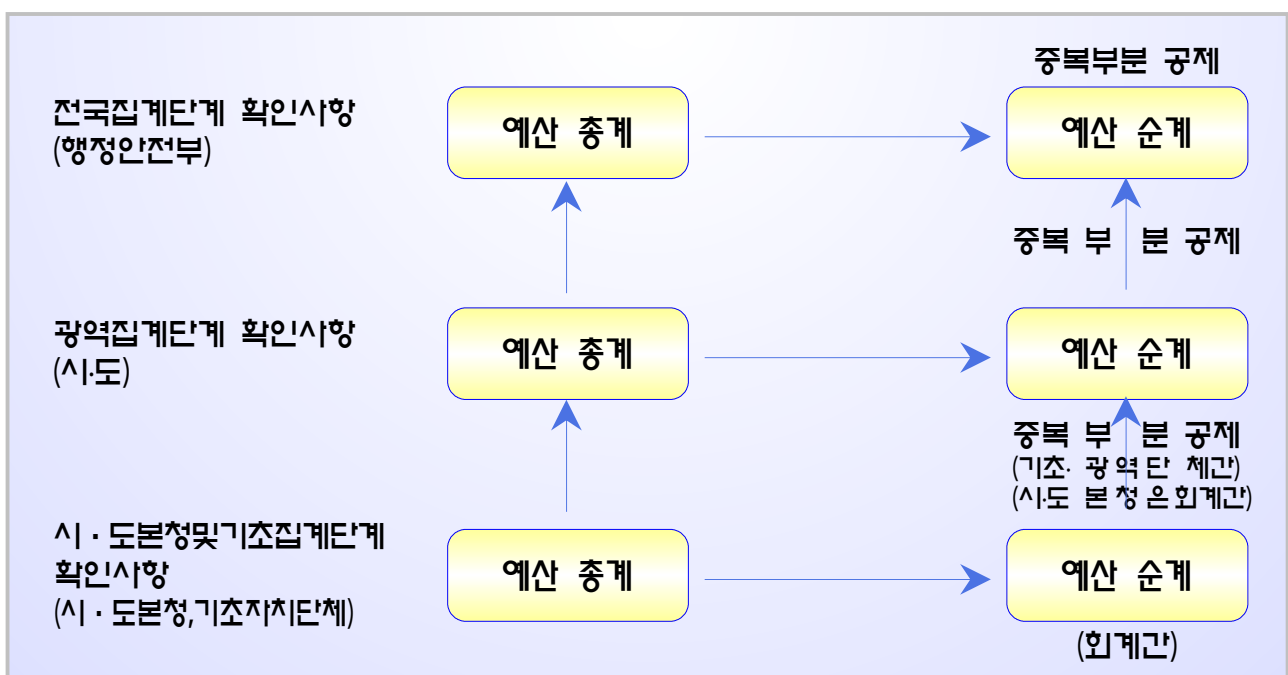 중복부분 공제
전국집계단계 확인사항
(행정안전부)
예산 총계
예산 순계
중복 부 분 공제
광역집계단계 확인사항
(시·도)
예산 총계
예산 순계
중복 부 분 공제
(기초· 광역단체간)
(시·도 본청은회계간)
시·도본청및기초집계단계
확인사항
(시·도본청,기초자치단체)
예산 총계
예산 순계
(회계간)